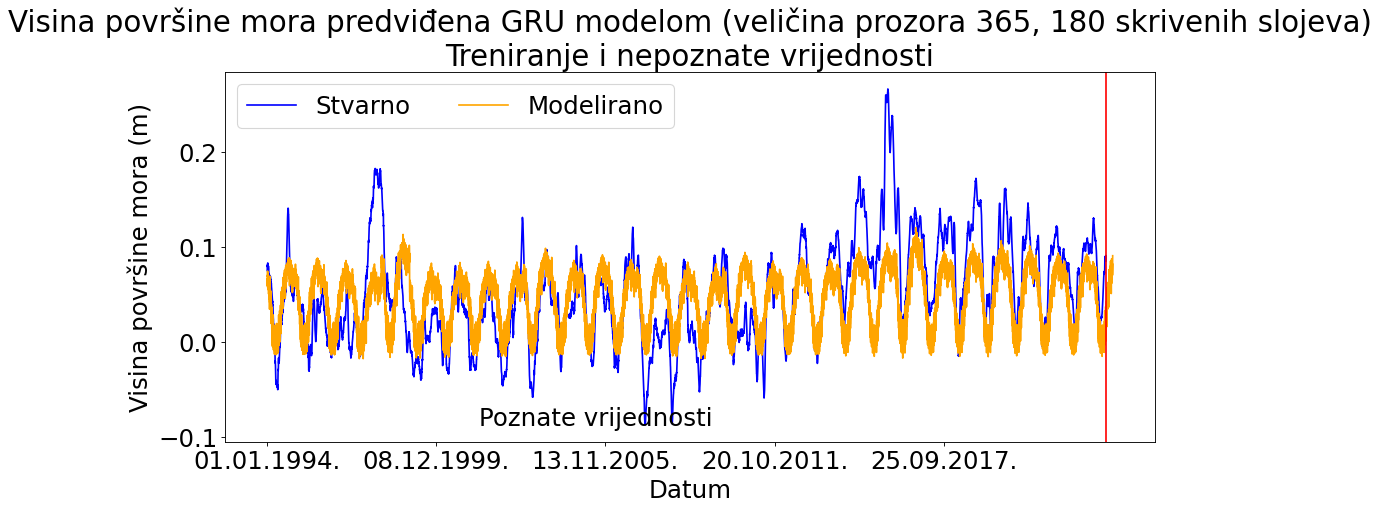 Visina površine mora predviđena GRU modelom (veličina prozora 365, 180 skrivenih slojeva)
Treniranje i nepoznate vrijednosti
Stvarno
Modelirano
Visina površine mora (m)
0.2
0.1
0.0
−0.1
Poznate vrijednosti
01.01.1994.
08.12.1999.
13.11.2005.
20.10.2011.
25.09.2017.
Datum